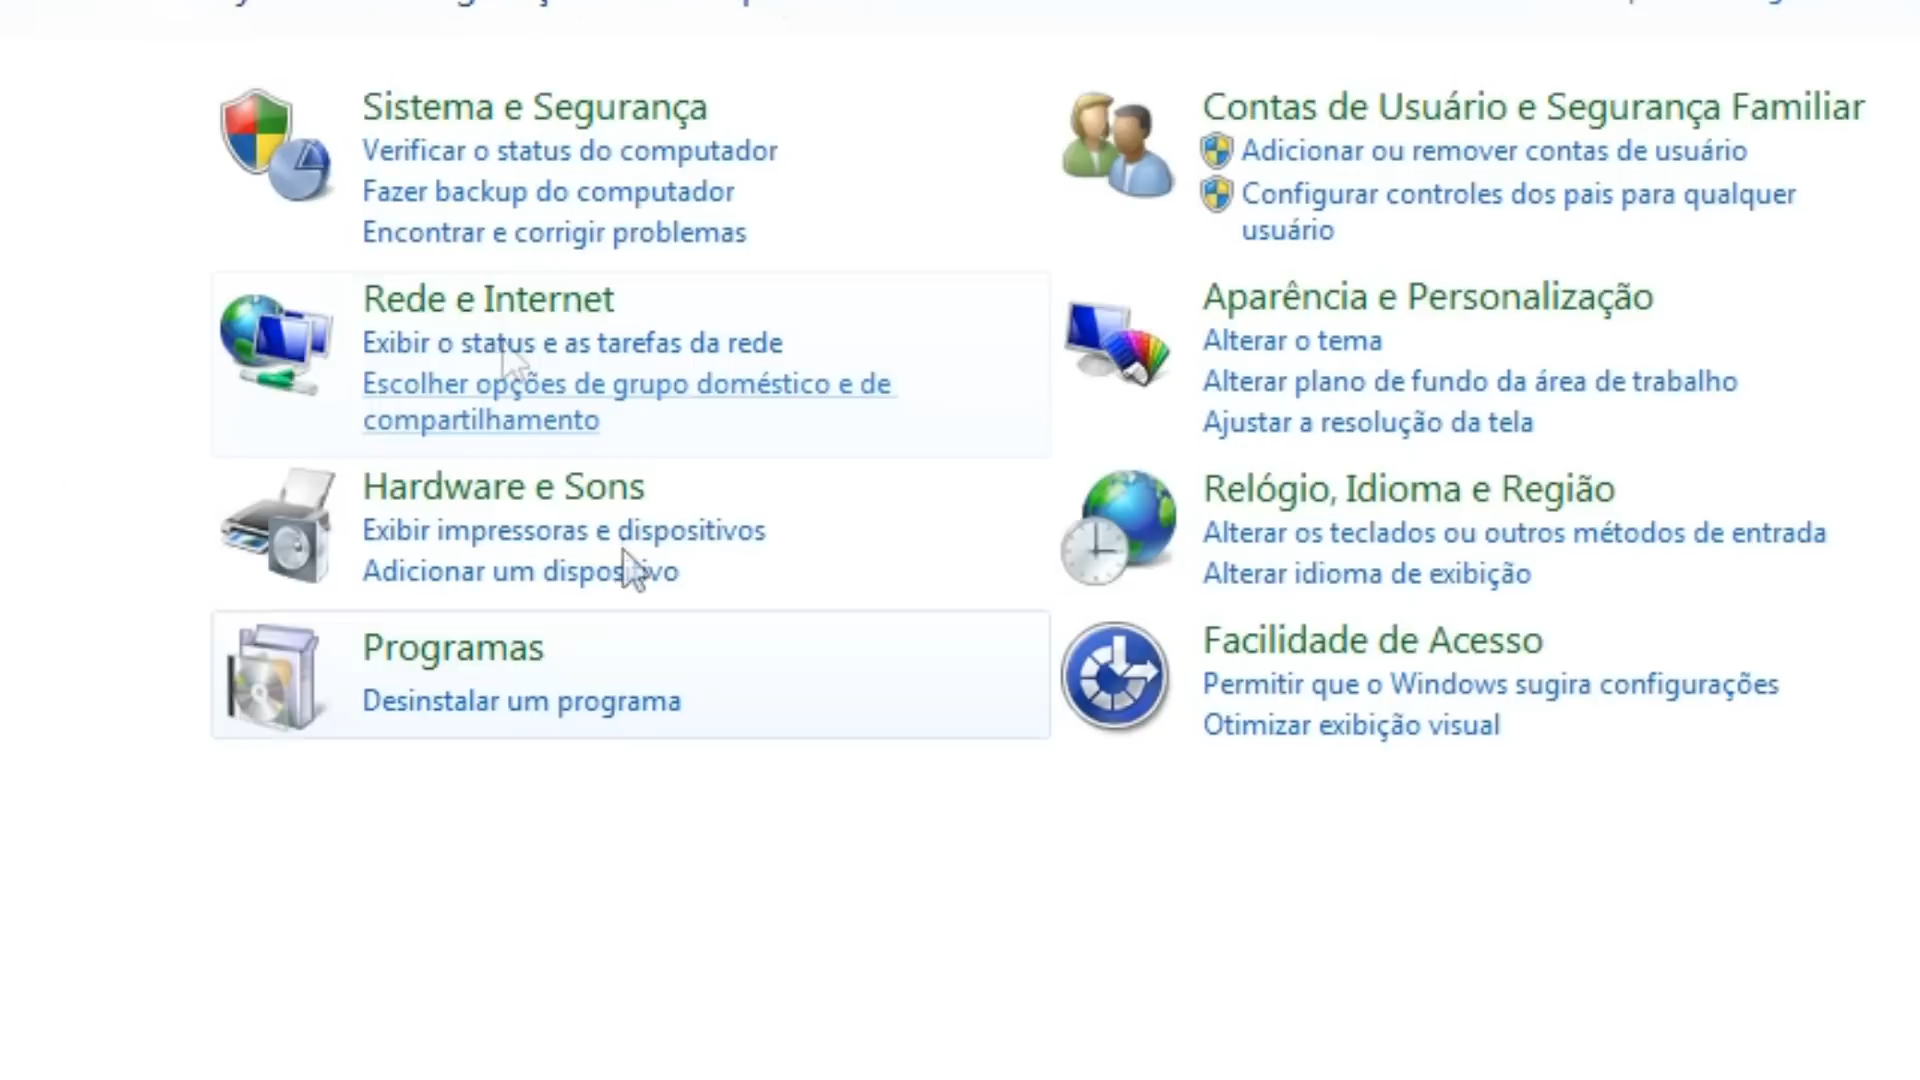 Sistema e Segurança
Verificar o status do computador
Fazer backup do computador
Encontrar e corrigir problemas
Rede e Internet
Exibir o status e as tarefas da rede
Escolher opções de grupo doméstico e de
compartilhamento
Hardware e Sons
Exibir impressoras e dispositivos
Adicionar um dispositivo
Programas
Desinstalar um programa
Contas de Usuário e Segurança Familiar
Adicionar ou remover contas de usuário
Configurar controles dos pais para qualquer
usuário
Aparência e Personalização
Alterar o tema
Alterar plano de fundo da área de trabalho
Ajustar a resolução da tela
Relógio, Idioma e Região
Alterar os teclados ou outros métodos de entrada
Alterar idioma de exibição
Facilidade de Acesso
Permitir que o Windows sugira configurações
Otimizar exibição visual